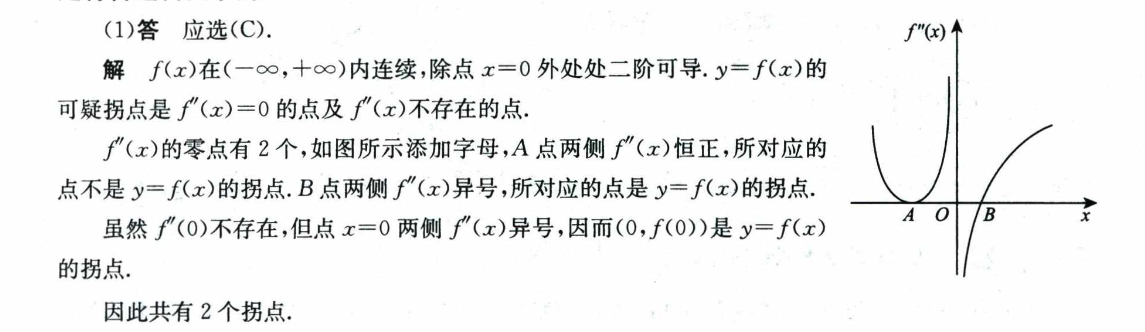 (1)答 应选(C).
解 f(x)在(-∞,+∞)内连续,除点 x=0 外处处二阶可导. y=f(x)的
可疑拐点是 f″(x)=0 的点及 f″(x)不存在的点.
f″(x)的零点有 2 个,如图所示添加字母,A 点两侧 f″(x)恒正,所对应的
点不是 y=f(x)的拐点. B 点两侧 f″(x)异号,所对应的点是 y=f(x)的拐点.
虽然 f″(0)不存在,但点 x=0 两侧 f″(x)异号,因而(0,f(0))是 y=f(x)
的拐点.
因此共有 2 个拐点.
f″(x)
A O B x